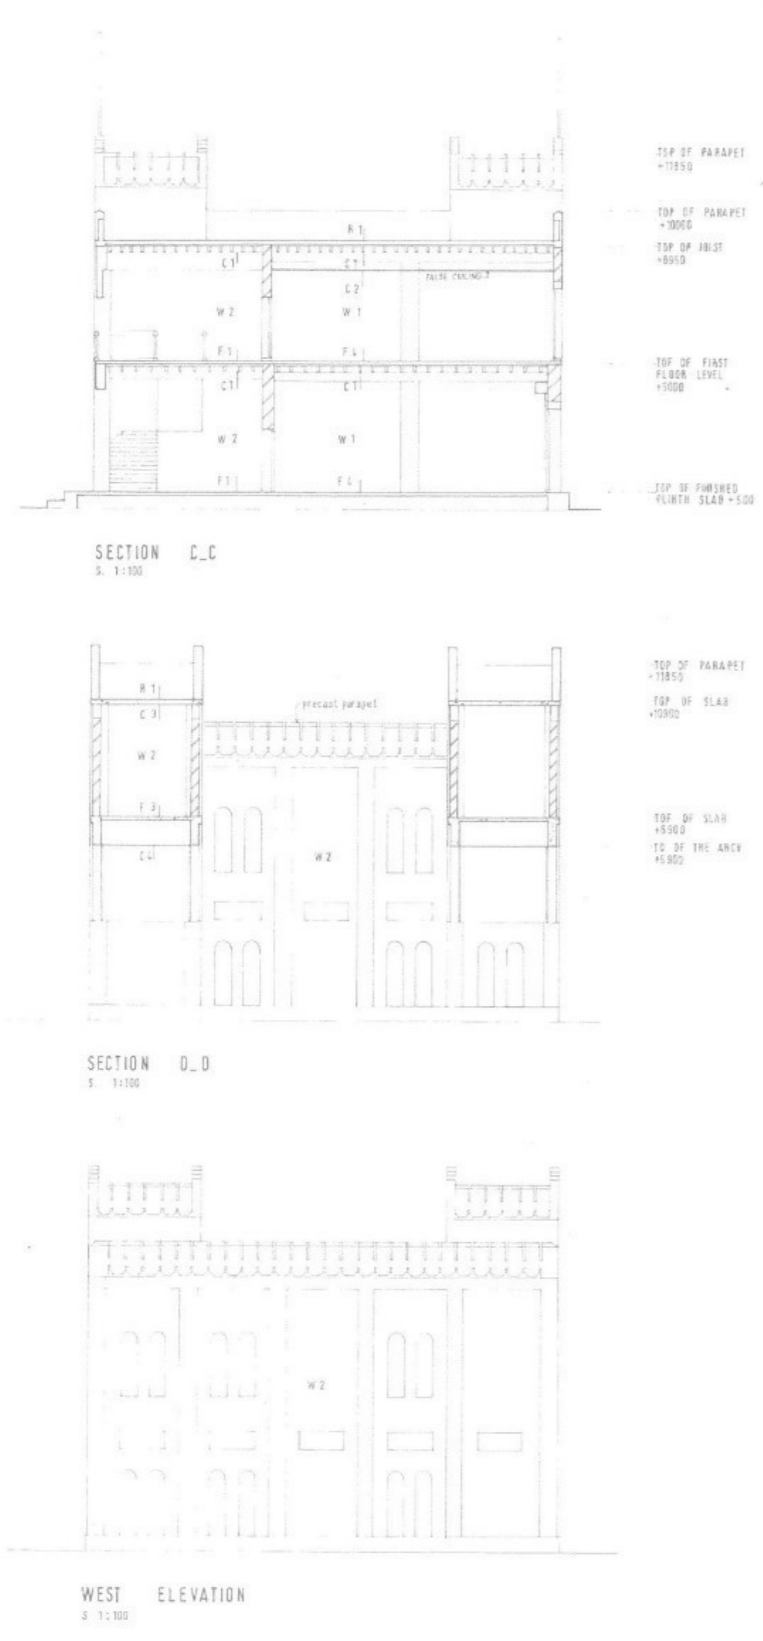 TOP OF PARAPET
+11850
TOP OF PARAPET
+10060
R 1
TOP OF JOIST
+8950
C 1
C 1
FALSE CEILING
C 2
W 2
W 1
F 1
F 4
TOP OF FIRST
FLOOR LEVEL
+5000
C 1
C 1
W 2
W 1
F 1
F 4
TOP OF FINISHED
PLINTH SLAB +500
SECTION C_C
S. 1:100
TOP OF PARAPET
+11850
R 1
TOP OF SLAB
+10900
precast parapet
C 3
W 2
F 3
TOP OF SLAB
OF THE ARCH
C 4
W 2
SECTION D_D
S. 1:100
W 2
WEST ELEVATION
S 1:100